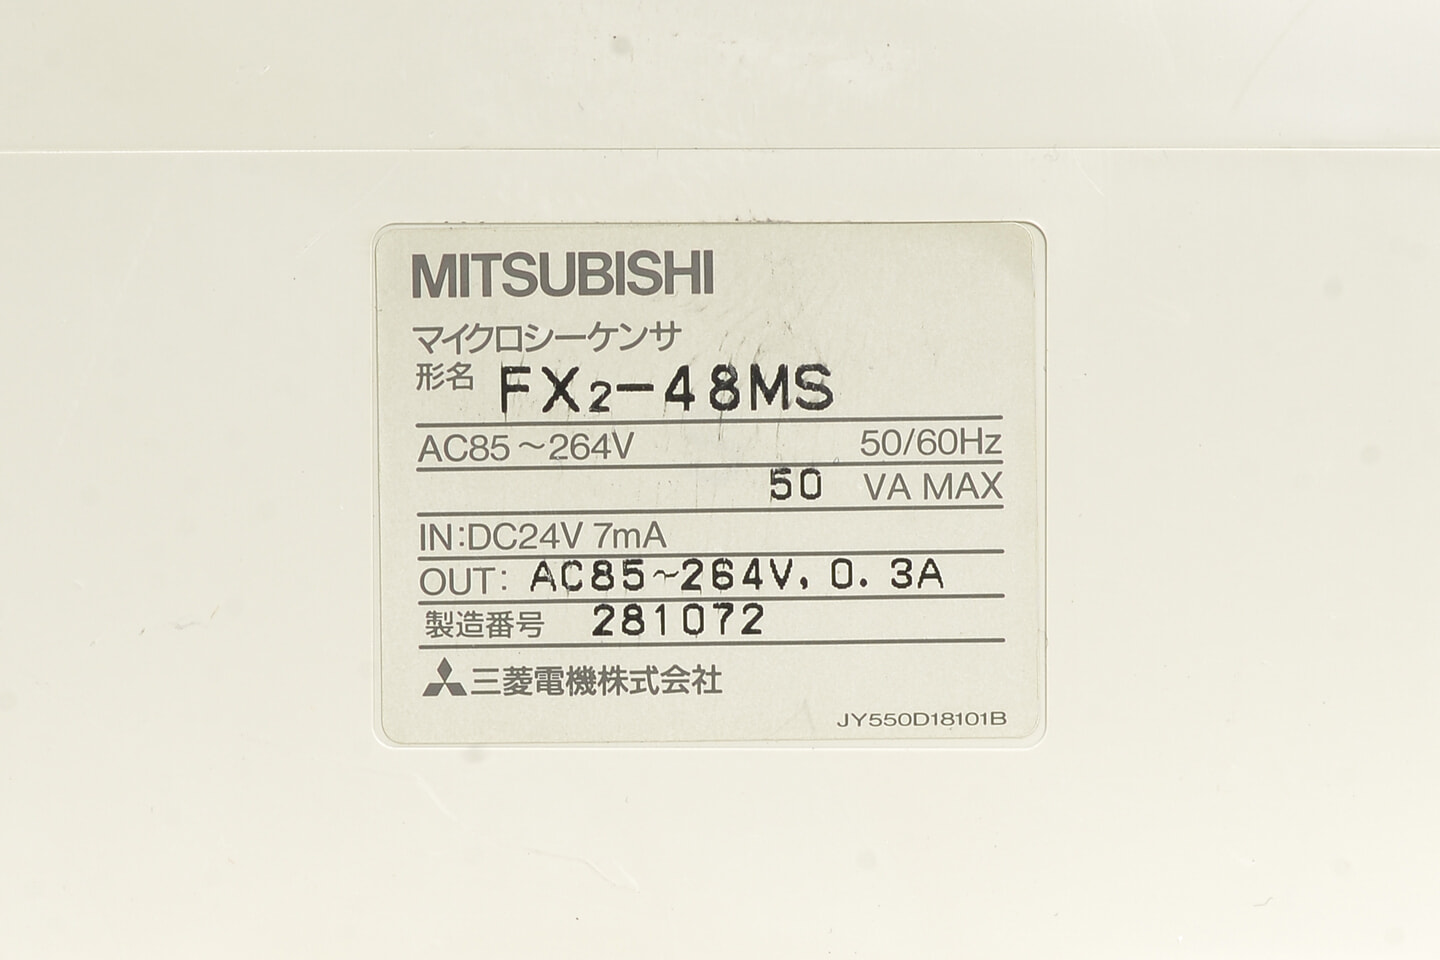 MITSUBISHI
マイクロシーケンサ
形名 FX2-48MS
AC85～264V 50/60Hz
50 VA MAX
IN:DC24V 7mA
OUT: AC85~264V, 0.3A
製造番号 281072
三菱電機株式会社
JY550D18101B